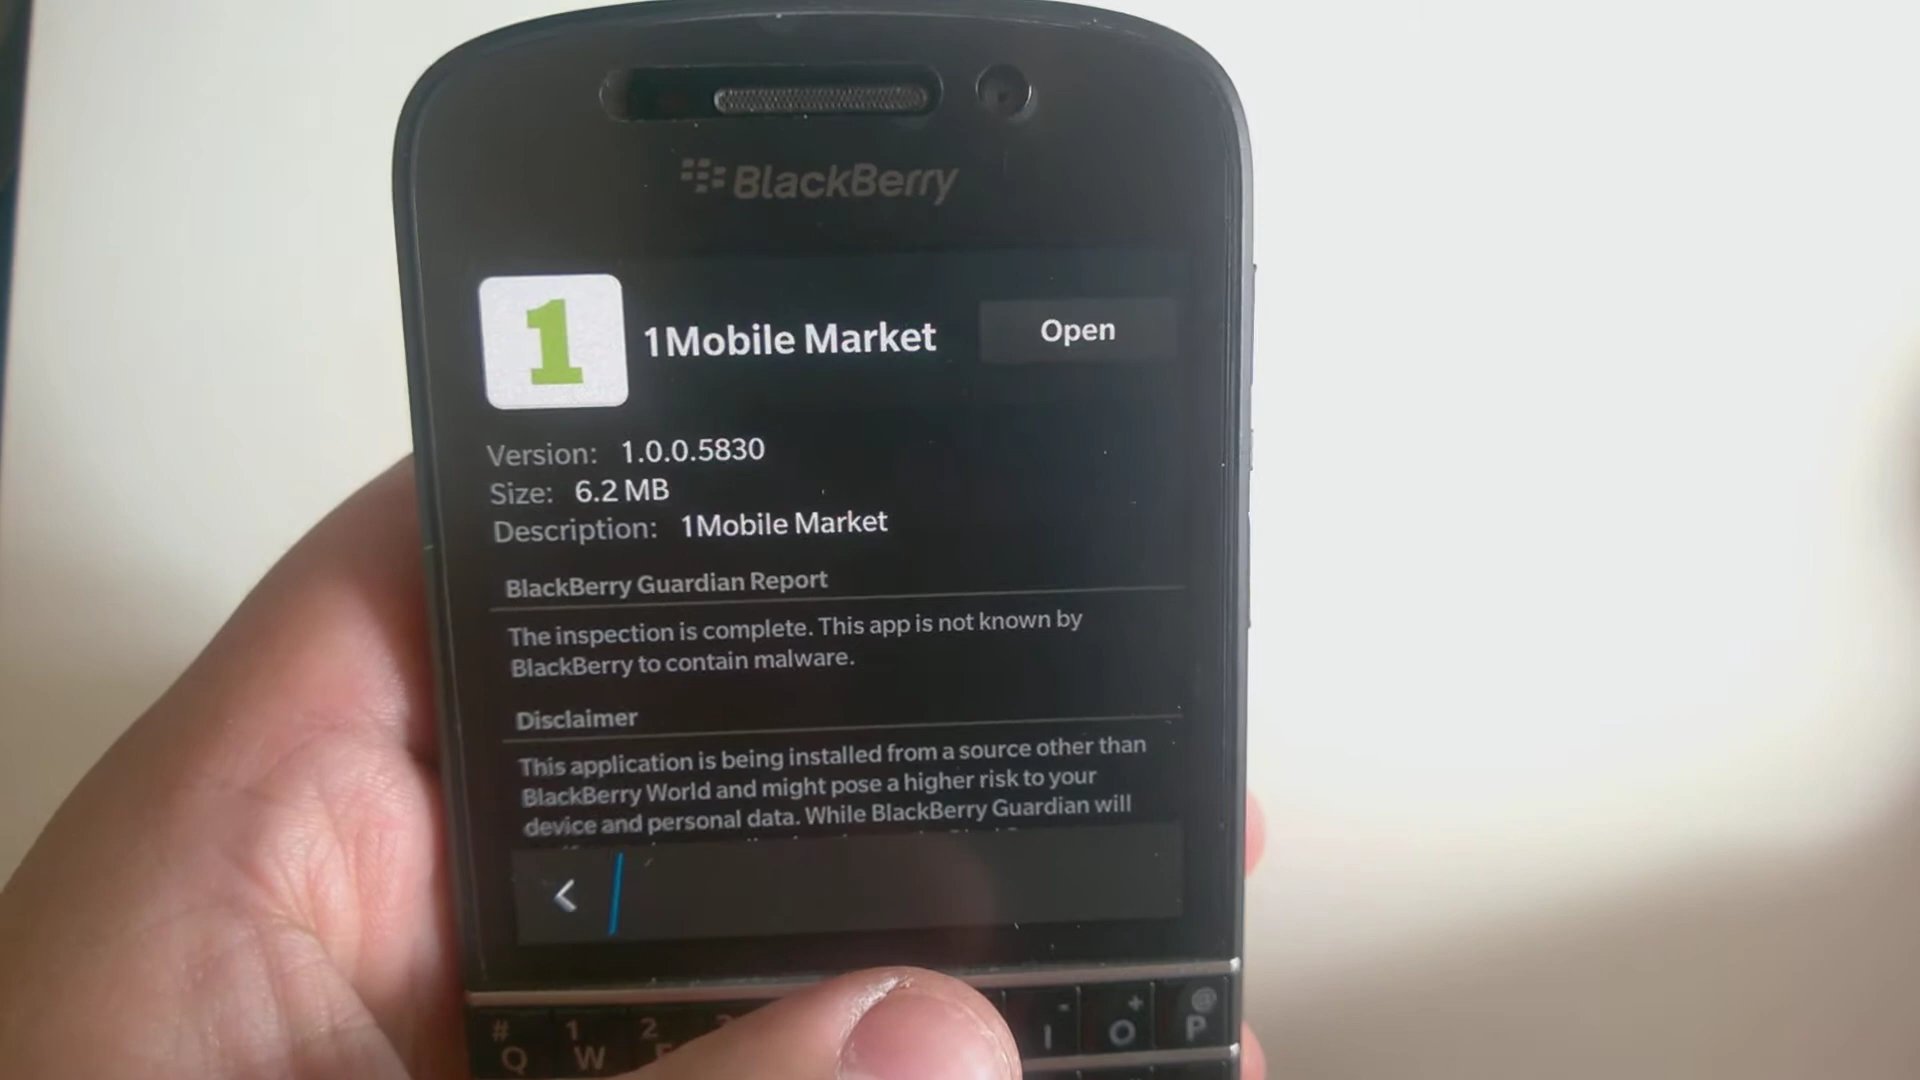 BlackBerry
1
1Mobile Market
Open
Version: 1.0.0.5830
Size: 6.2 MB
Description: 1Mobile Market
BlackBerry Guardian Report
The inspection is complete. This app is not known by
BlackBerry to contain malware.
Disclaimer
This application is being installed from a source other than
BlackBerry World and might pose a higher risk to your
device and personal data. While BlackBerry Guardian will
# 1 2 - + @
Q W I O P